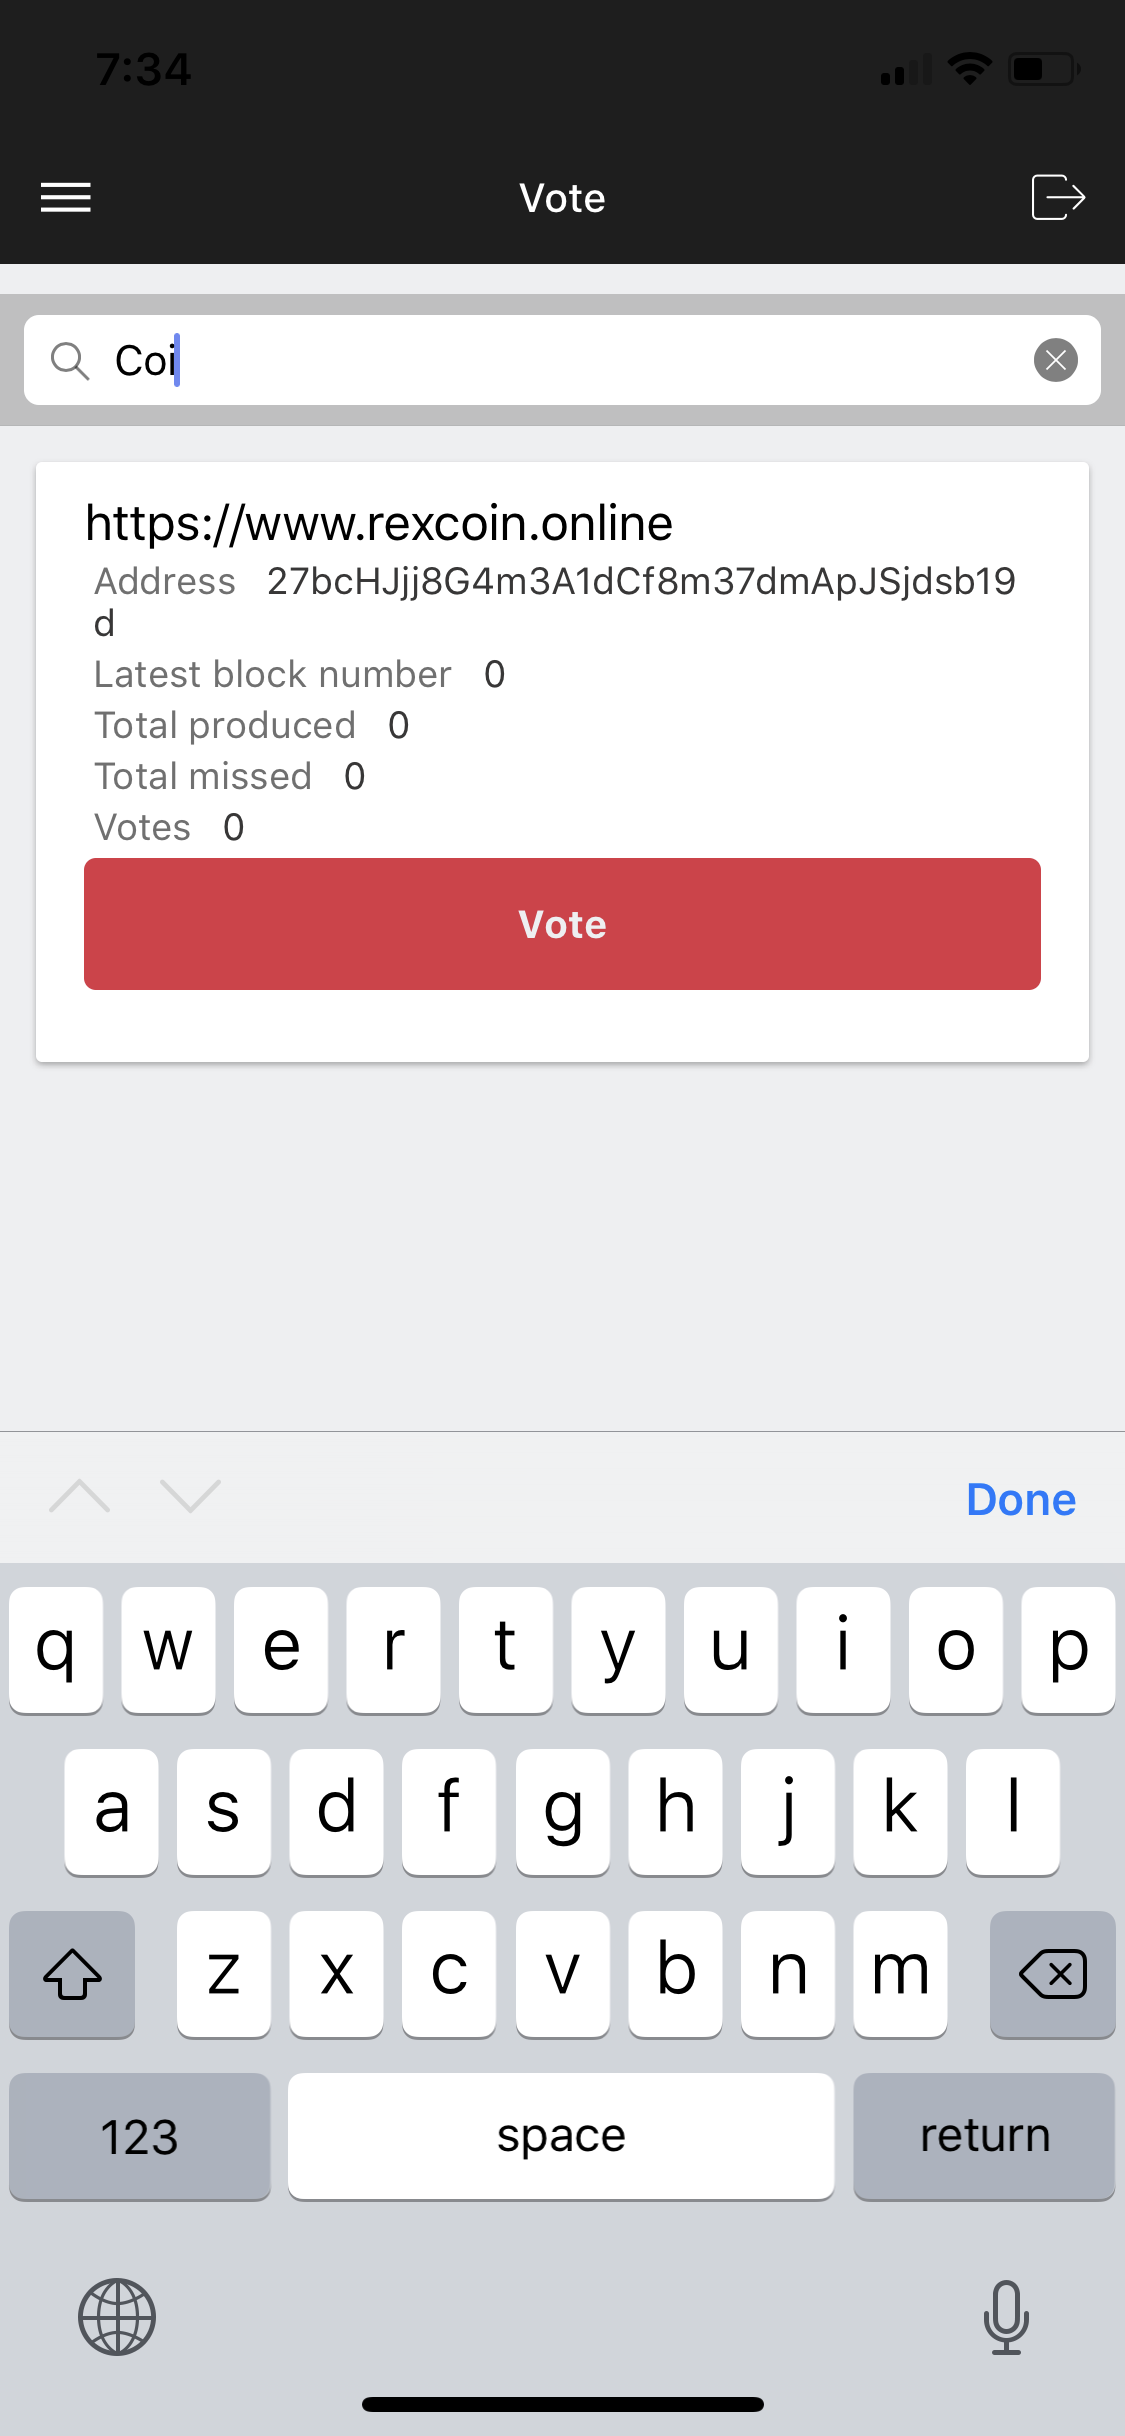 7:34
Vote
Coi
https://www.rexcoin.online
Address 27bcHJjj8G4m3A1dCf8m37dmApJSjdsb19
d
Latest block number 0
Total produced 0
Total missed 0
Votes 0
Vote
Done
q w e r t y u i o p
a s d f g h j k l
z x c v b n m
123 space return